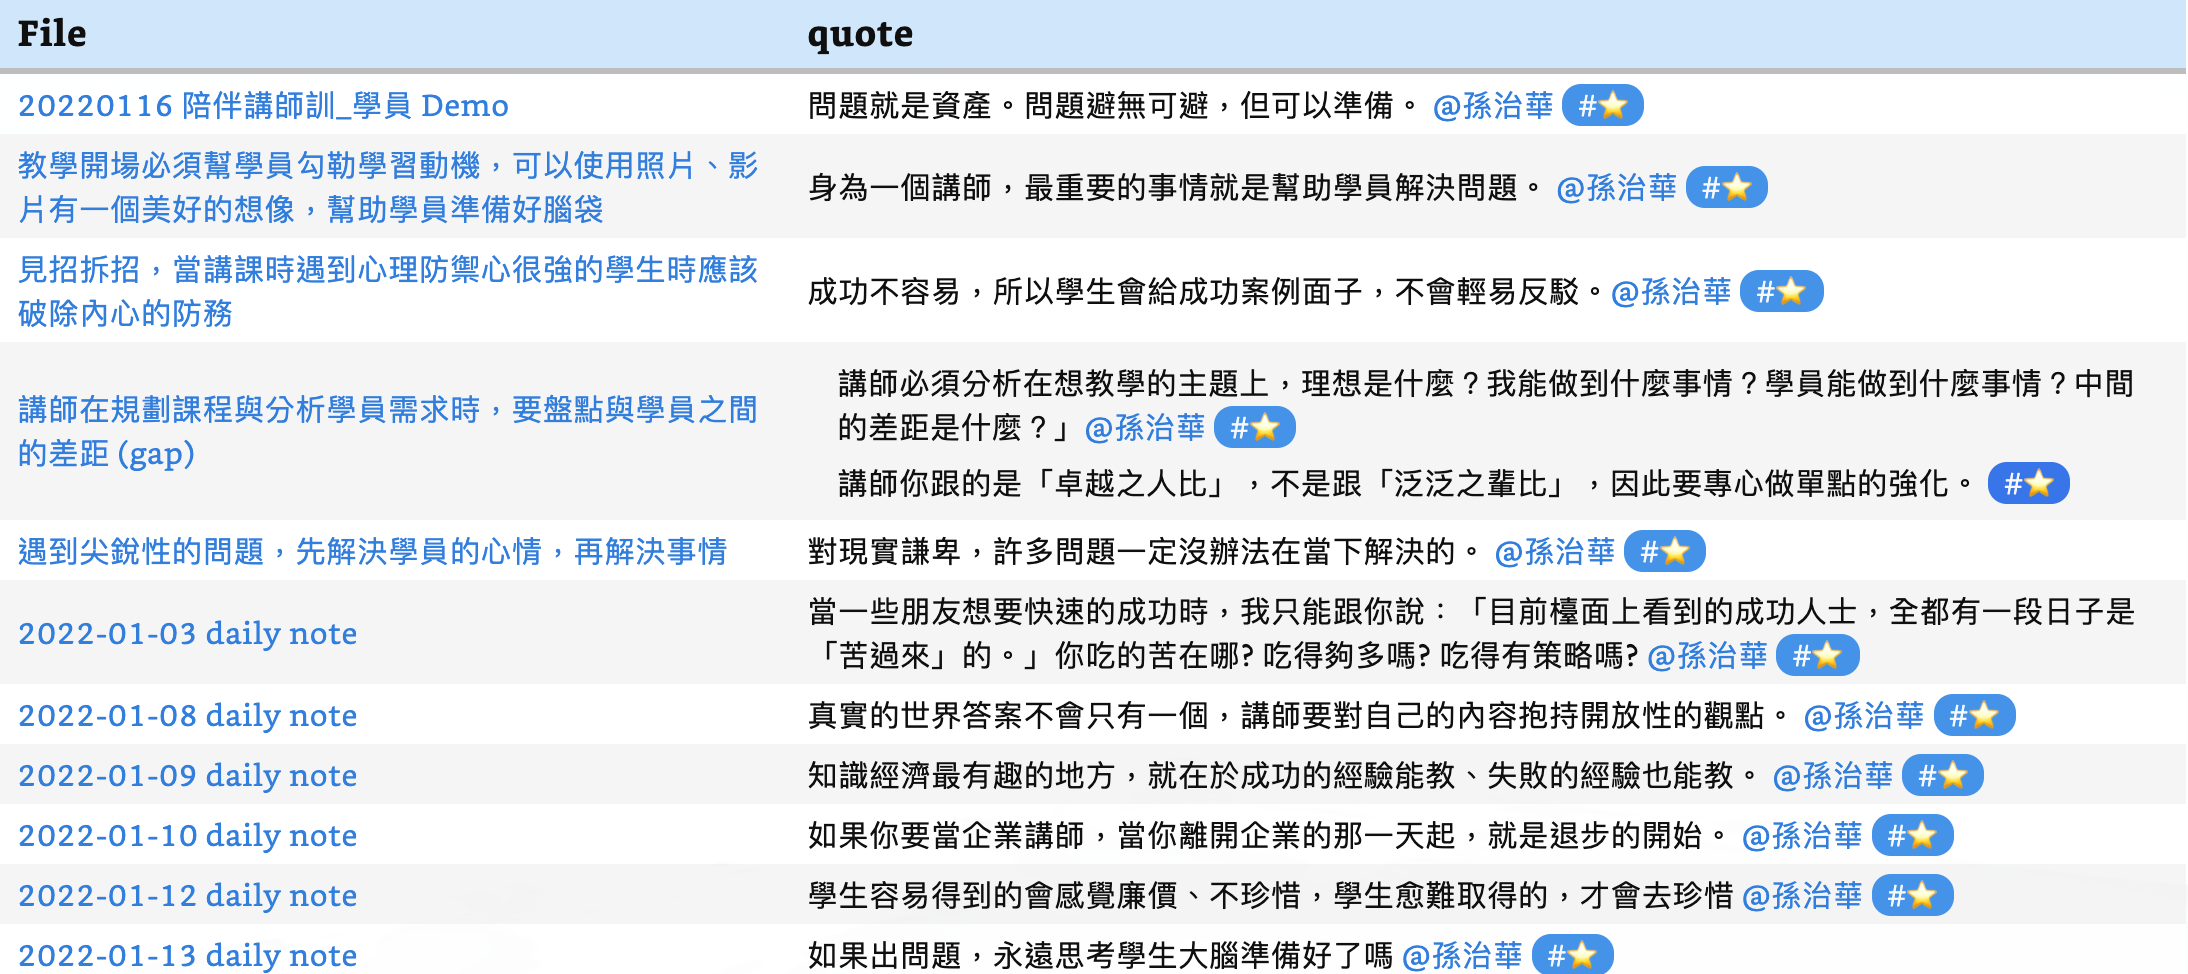 File
quote
20220116 陪伴講師訓_學員 Demo
問題就是資產。問題避無可避，但可以準備。 @孫治華 #⭐
教學開場必須幫學員勾勒學習動機，可以使用照片、影
片有一個美好的想像，幫助學員準備好腦袋
身為一個講師，最重要的事情就是幫助學員解決問題。 @孫治華 #⭐
見招拆招，當講課時遇到心理防禦心很強的學生時應該
破除內心的防務
成功不容易，所以學生會給成功案例面子，不會輕易反駁。@孫治華 #⭐
講師在規劃課程與分析學員需求時，要盤點與學員之間
的差距 (gap)
講師必須分析在想教學的主題上，理想是什麼？我能做到什麼事情？學員能做到什麼事情？中間
的差距是什麼？」@孫治華 #⭐
講師你跟的是「卓越之人比」，不是跟「泛泛之輩比」，因此要專心做單點的強化。 #⭐
遇到尖銳性的問題，先解決學員的心情，再解決事情
對現實謙卑，許多問題一定沒辦法在當下解決的。 @孫治華 #⭐
2022-01-03 daily note
當一些朋友想要快速的成功時，我只能跟你說：「目前檯面上看到的成功人士，全都有一段日子是
「苦過來」的。」你吃的苦在哪? 吃得夠多嗎? 吃得有策略嗎? @孫治華 #⭐
2022-01-08 daily note
真實的世界答案不會只有一個，講師要對自己的內容抱持開放性的觀點。 @孫治華 #⭐
2022-01-09 daily note
知識經濟最有趣的地方，就在於成功的經驗能教、失敗的經驗也能教。 @孫治華 #⭐
2022-01-10 daily note
如果你要當企業講師，當你離開企業的那一天起，就是退步的開始。 @孫治華 #⭐
2022-01-12 daily note
學生容易得到的會感覺廉價、不珍惜，學生愈難取得的，才會去珍惜 @孫治華 #⭐
2022-01-13 daily note
如果出問題，永遠思考學生大腦準備好了嗎 @孫治華 #⭐